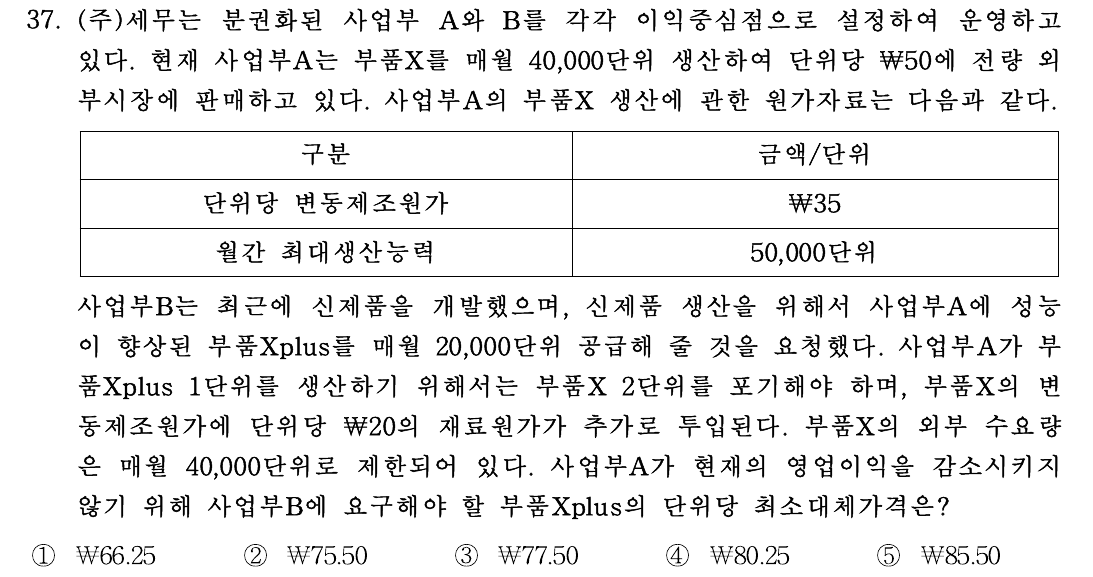 37. (주)세무는 분권화된 사업부 A와 B를 각각 이익중심점으로 설정하여 운영하고
있다. 현재 사업부A는 부품X를 매월 40,000단위 생산하여 단위당 ₩50에 전량 외
부시장에 판매하고 있다. 사업부A의 부품X 생산에 관한 원가자료는 다음과 같다.
구분 금액/단위
단위당 변동제조원가 ₩35
월간 최대생산능력 50,000단위
사업부B는 최근에 신제품을 개발했으며, 신제품 생산을 위해서 사업부A에 성능
이 향상된 부품Xplus를 매월 20,000단위 공급해 줄 것을 요청했다. 사업부A가 부
품Xplus 1단위를 생산하기 위해서는 부품X 2단위를 포기해야 하며, 부품X의 변
동제조원가에 단위당 ₩20의 재료원가가 추가로 투입된다. 부품X의 외부 수요량
은 매월 40,000단위로 제한되어 있다. 사업부A가 현재의 영업이익을 감소시키지
않기 위해 사업부B에 요구해야 할 부품Xplus의 단위당 최소대체가격은?
① ₩66.25 ② ₩75.50 ③ ₩77.50 ④ ₩80.25 ⑤ ₩85.50